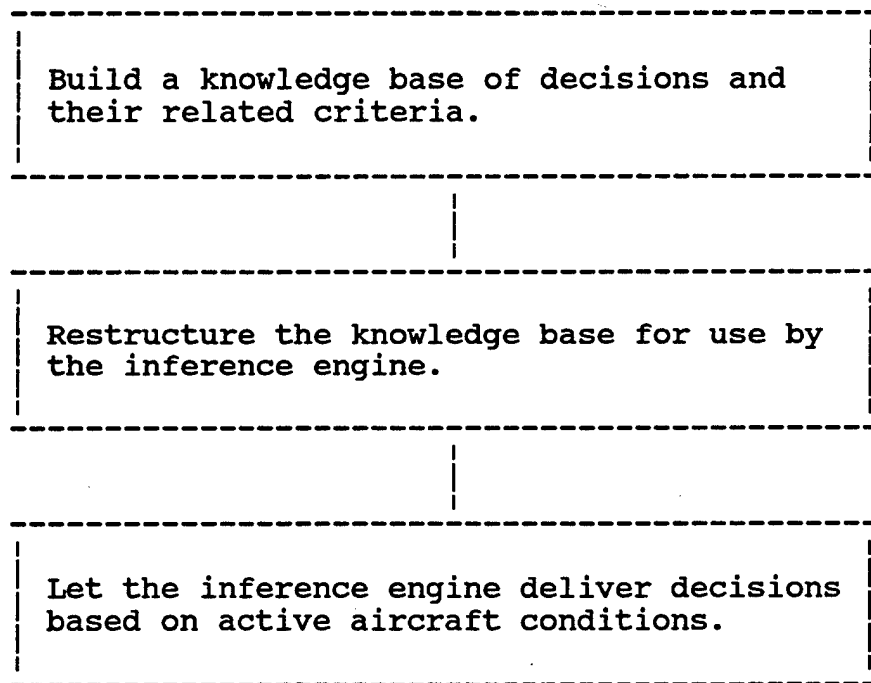 Build a knowledge base of decisions and
their related criteria.
Restructure the knowledge base for use by
the inference engine.
Let the inference engine deliver decisions
based on active aircraft conditions.